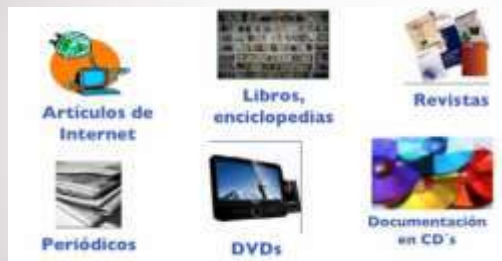 Artículos de
Internet
Libros,
enciclopedias
Revistas
Periódicos
DVDs
Documentación
en CD´s